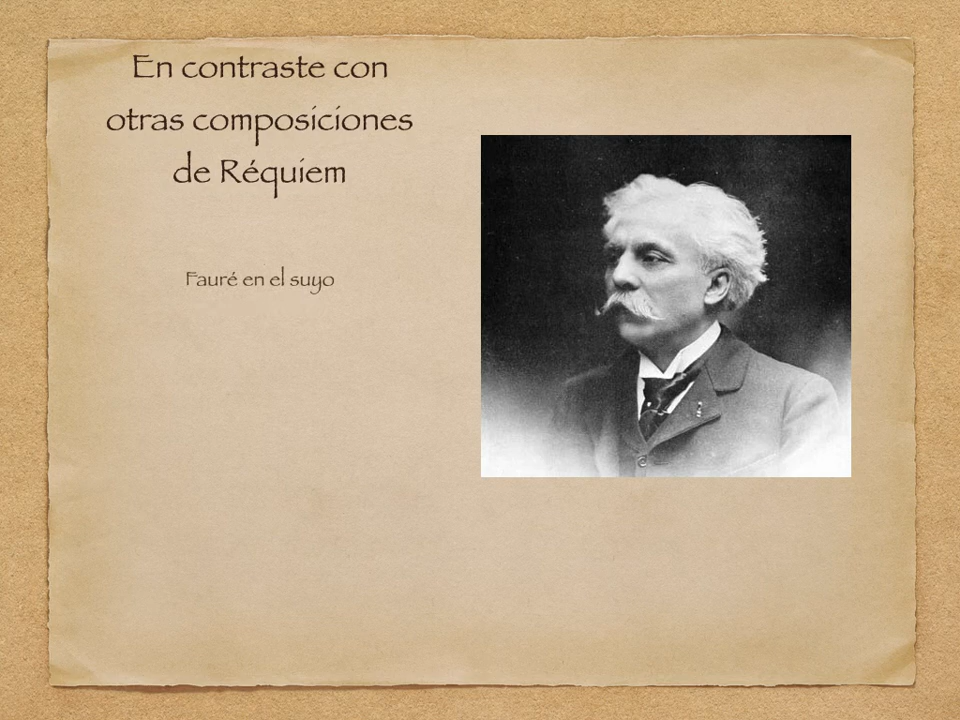 En contraste con
otras composiciones
de Réquiem
Fauré en el suyo